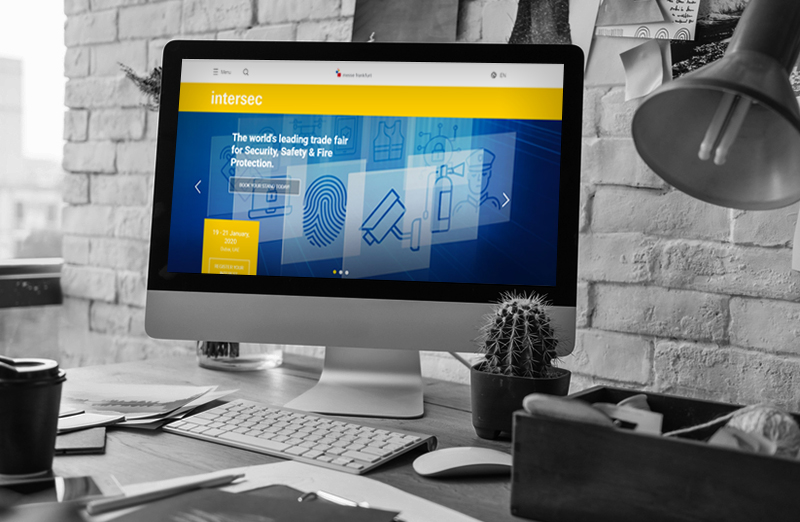 menu
messe frankfurt
EN
intersec
The world's leading trade fair
for Security, Safety & Fire
Protection.
BOOK YOUR STAND TODAY!
19 - 21 January,
2020
Dubai, UAE